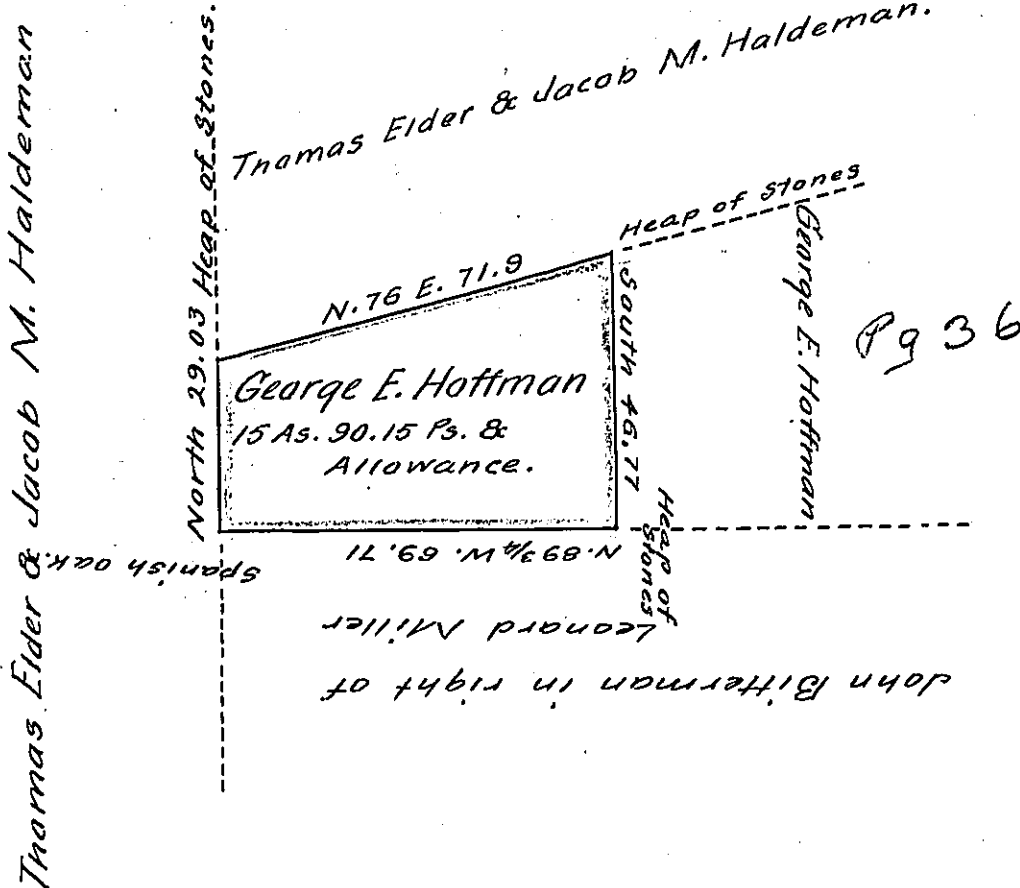 Thomas Elder & Jacob M. Haldeman
North 29.03 Heap of Stones.
Thomas Elder & Jacob M. Haldeman.
Heap of Stones
N. 76 E. 71.9
South 46.77
George E. Hoffman
Pg 36
George E. Hoffman
15 As. 90.15 Ps. &
Allowance.
Heap of
Stones
N. 89 3/4 W. 69.71
Spanish oak.
John Bitterman in right of
Leonard Miller